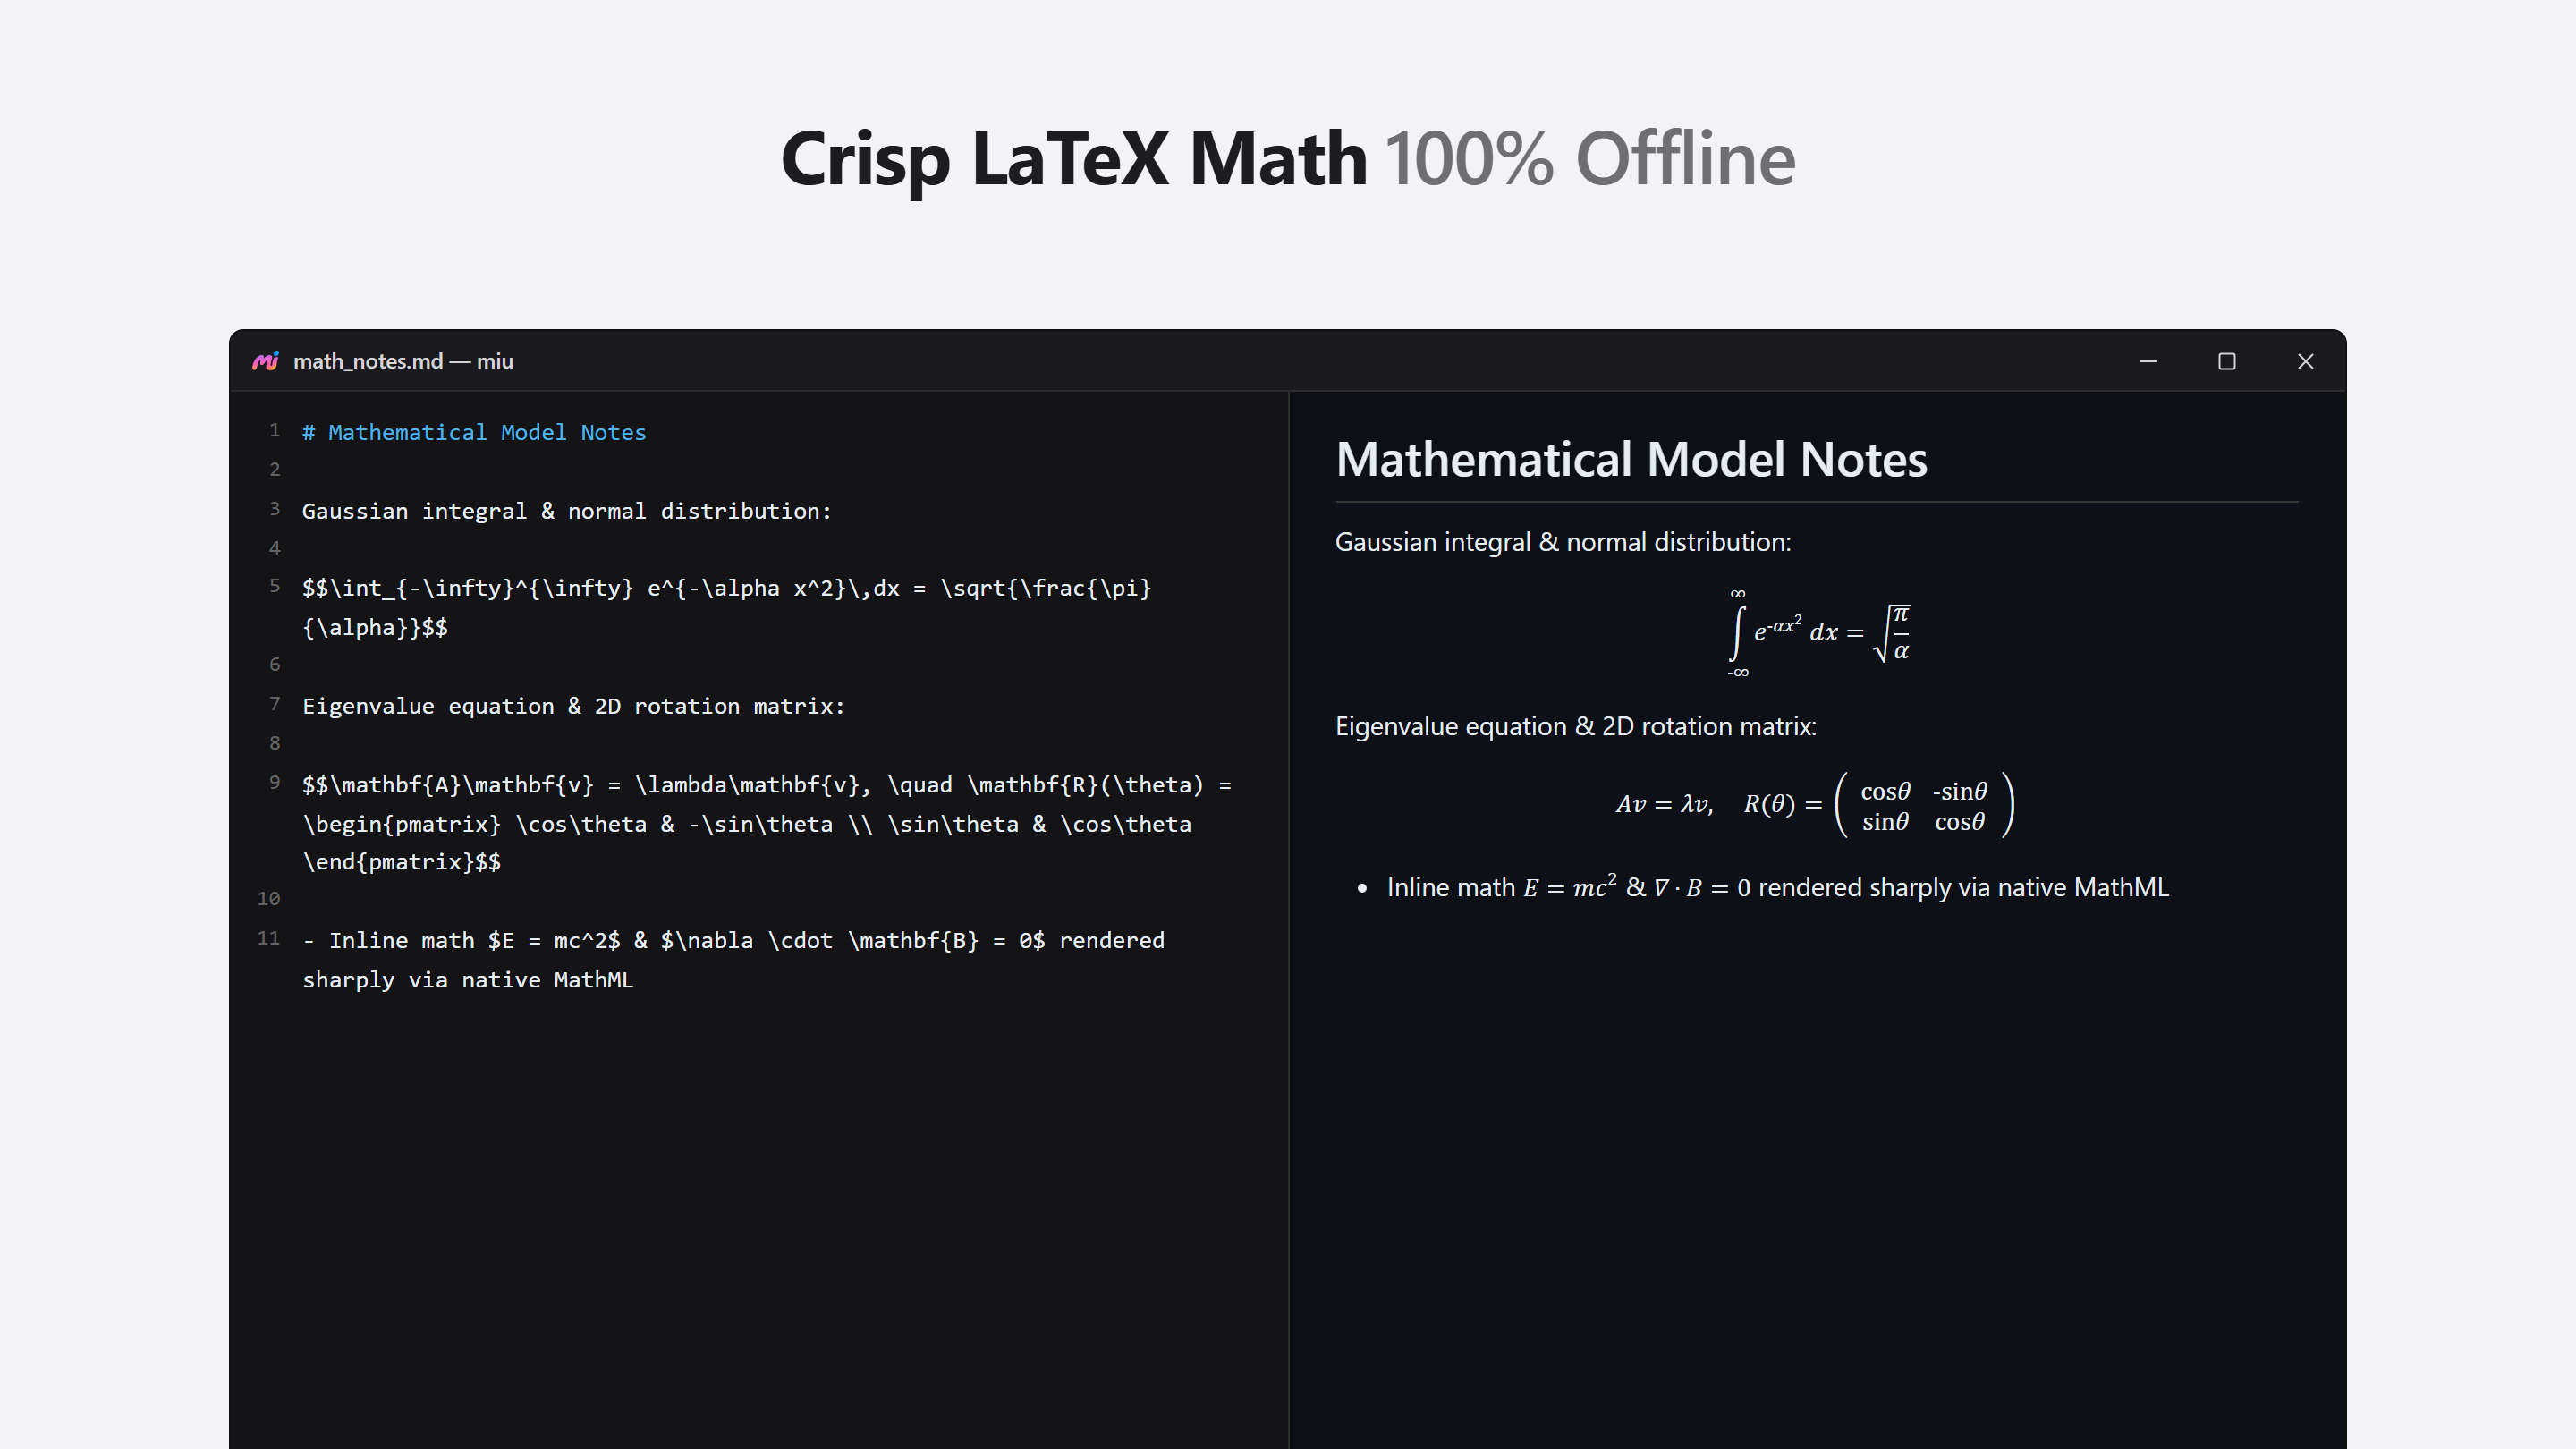 Crisp LaTeX Math 100% Offline
math_notes.md — miu
1 # Mathematical Model Notes
2
3 Gaussian integral & normal distribution:
4
5 $$\int_{-\infty}^{\infty} e^{-\alpha x^2}\,dx = \sqrt{\frac{\pi}
{\alpha}}$$
6
7 Eigenvalue equation & 2D rotation matrix:
8
9 $$\mathbf{A}\mathbf{v} = \lambda\mathbf{v}, \quad \mathbf{R}(\theta) =
\begin{pmatrix} \cos\theta & -\sin\theta \\ \sin\theta & \cos\theta
\end{pmatrix}$$
10
11 - Inline math $E = mc^2$ & $\nabla \cdot \mathbf{B} = 0$ rendered
sharply via native MathML
Mathematical Model Notes
Gaussian integral & normal distribution:
∫_{-∞}^{∞} e^{-αx²} dx = √(π/α)
Eigenvalue equation & 2D rotation matrix:
Av = λv, R(θ) = ( cosθ -sinθ
sinθ cosθ )
• Inline math E = mc² & ∇ · B = 0 rendered sharply via native MathML